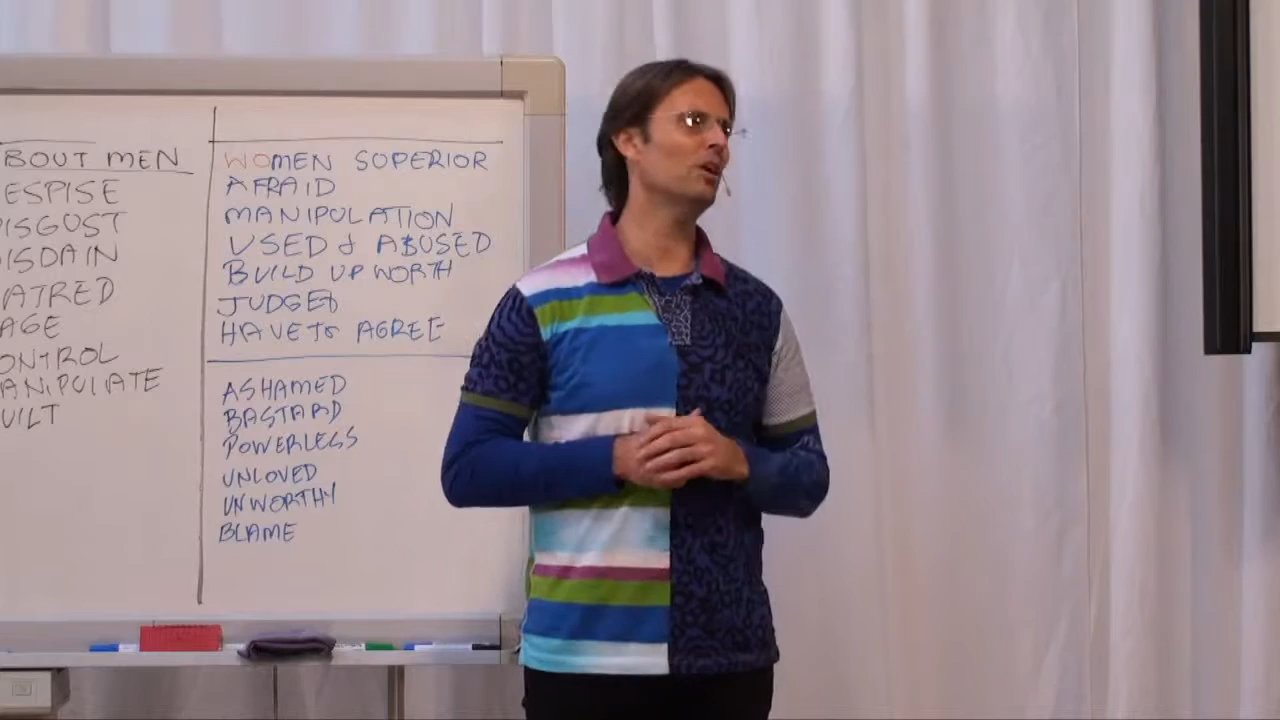 BOUT MEN
ESPISE
ISGUST
ISDAIN
ATRED
AGE
ONTROL
ANIPULATE
UILT
WOMEN SUPERIOR
AFRAID
MANIPULATION
USED & ABUSED
BUILD UP WORTH
JUDGED
HAVE TO AGREE
ASHAMED
BASTARD
POWERLESS
UNLOVED
UNWORTHY
BLAME